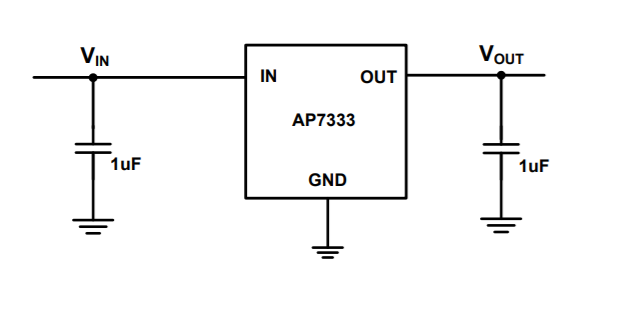 VIN
VOUT
IN
OUT
AP7333
1uF
1uF
GND